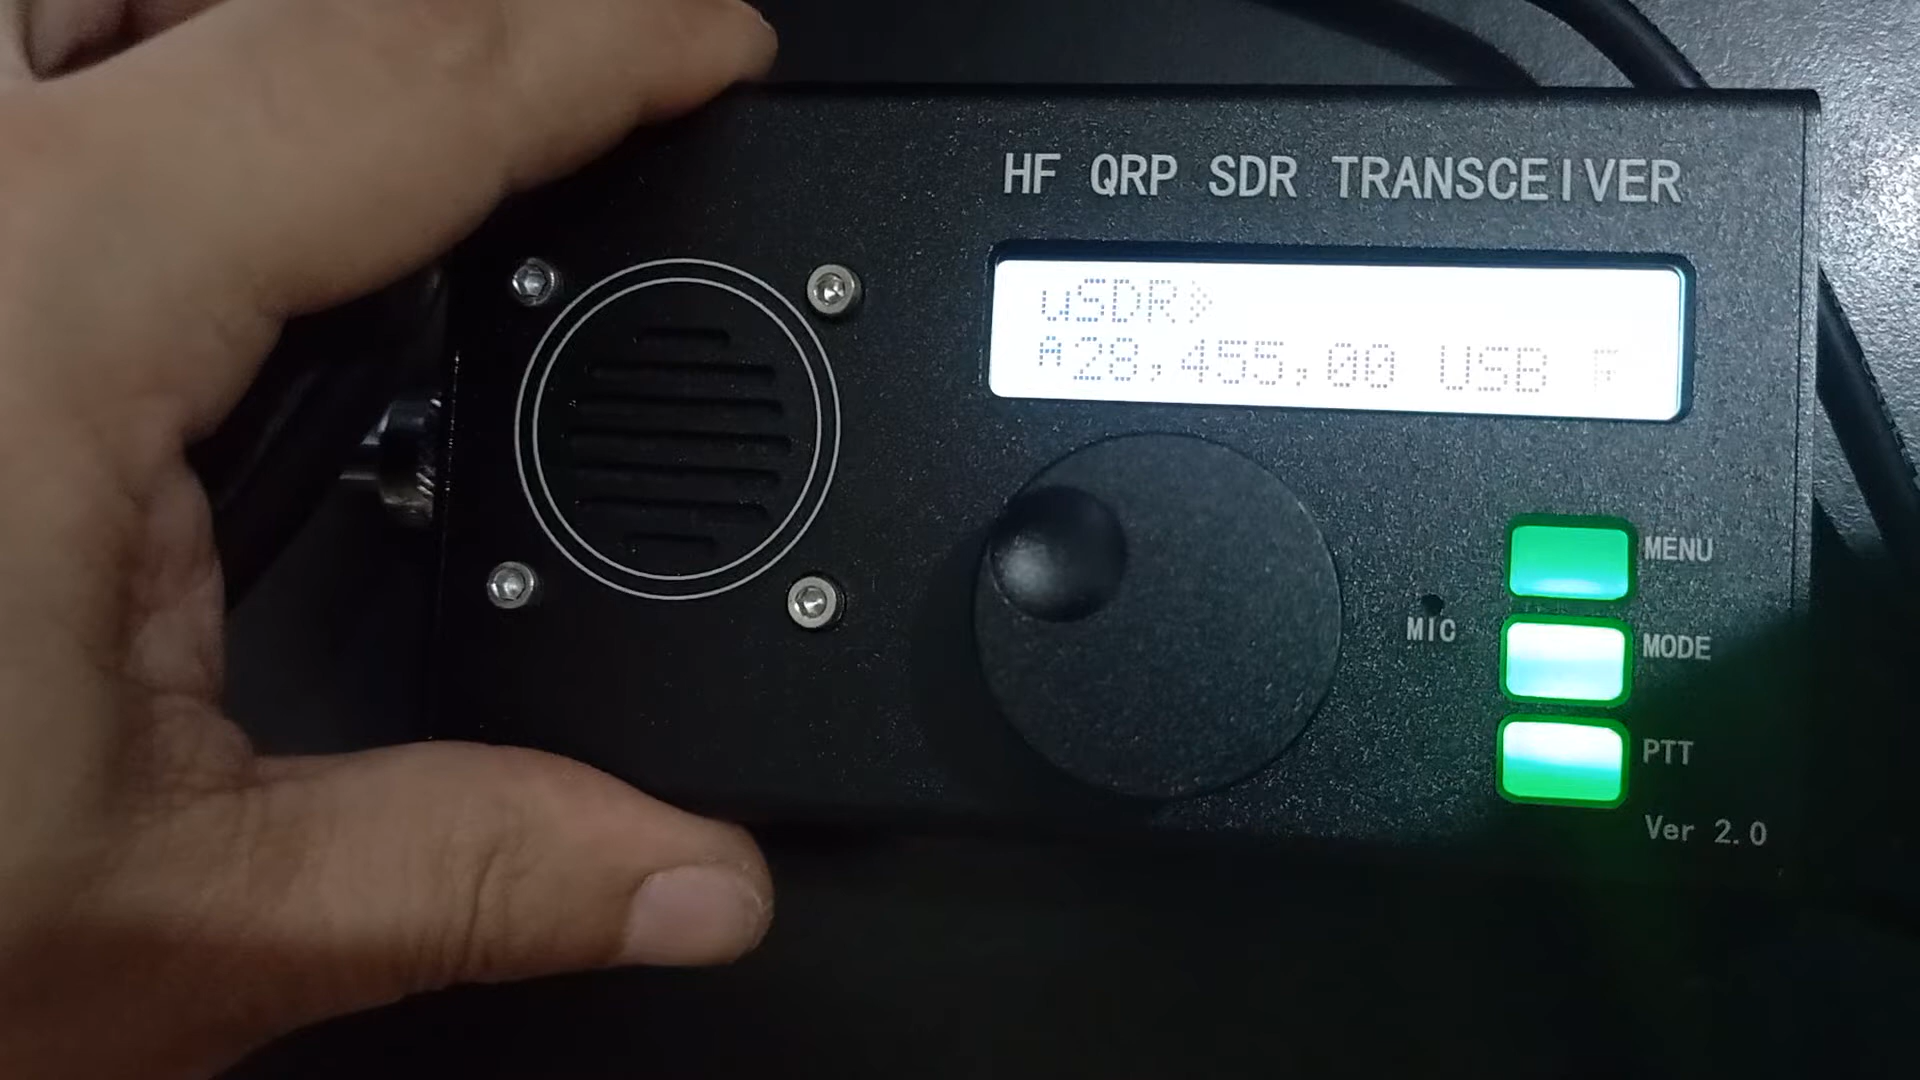 HF QRP SDR TRANSCEIVER
uSDR
A28,455,00 USB
MENU
MIC
MODE
PTT
Ver 2.0